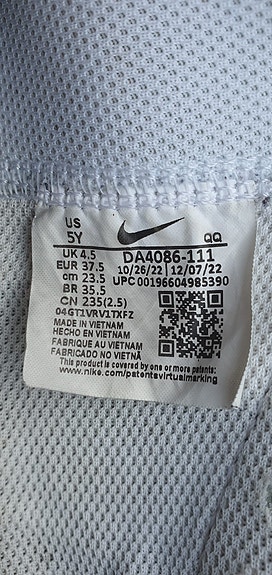 US
5Y
QQ
UK 4.5
DA4086-111
EUR 37.5
10/26/22 12/07/22
cm 23.5
UPC 00196604985390
BR 35.5
CN 235(2.5)
04GT1VRV1TXFZ
MADE IN VIETNAM
HECHO EN VIETNAM
FABRIQUE AU VIETNAM
FABRICADO NO VIETNÃ
This product is covered by one or more patents:
www.nike.com/patentsvirtualmarking